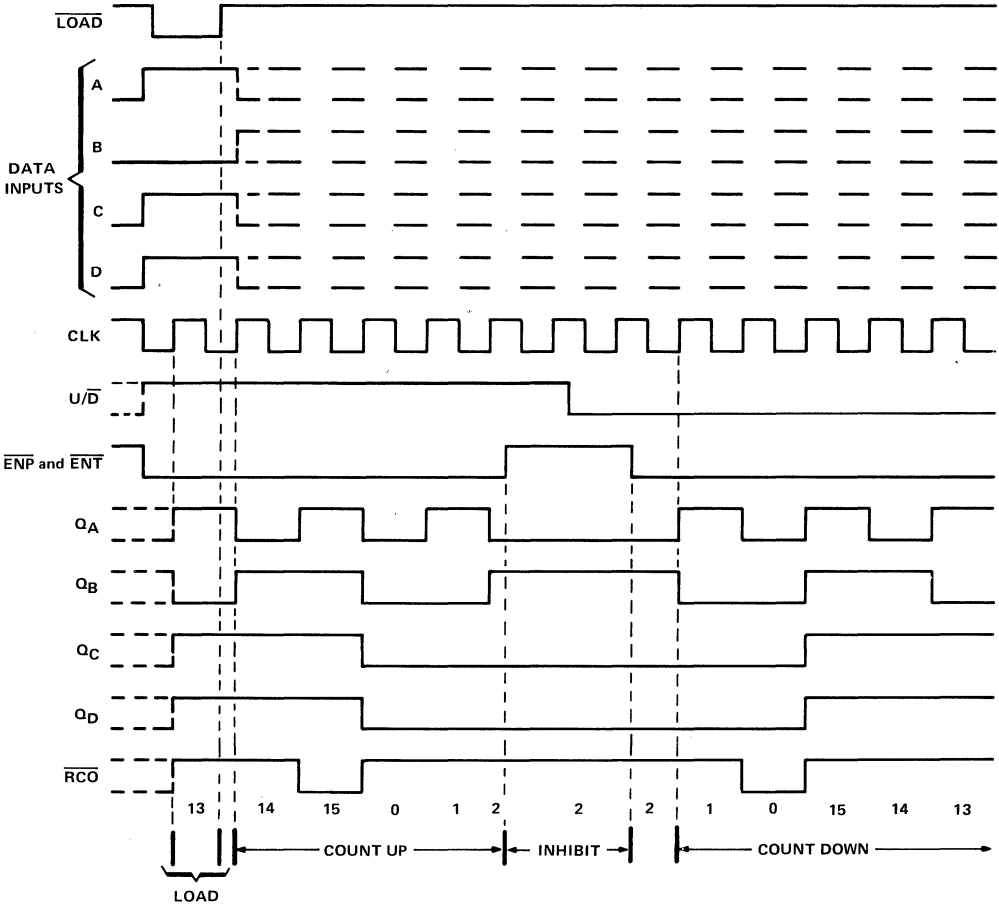 LOAD
A
B
DATA
INPUTS
C
D
CLK
U/D
ENP and ENT
QA
QB
QC
QD
RCO
13 14 15 0 1 2 2 2 1 0 15 14 13
COUNT UP INHIBIT COUNT DOWN
LOAD